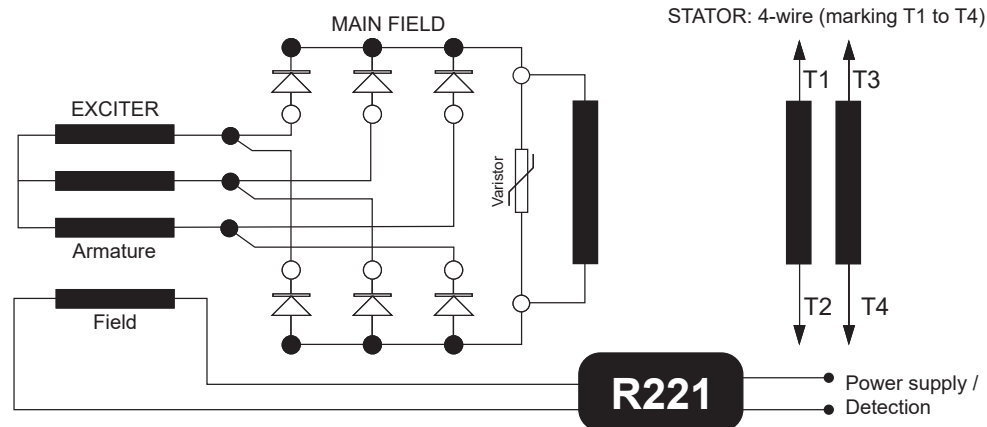 MAIN FIELD
STATOR: 4-wire (marking T1 to T4)
EXCITER
T1
T3
Varistor
Armature
Field
T2
T4
R221
Power supply /
Detection